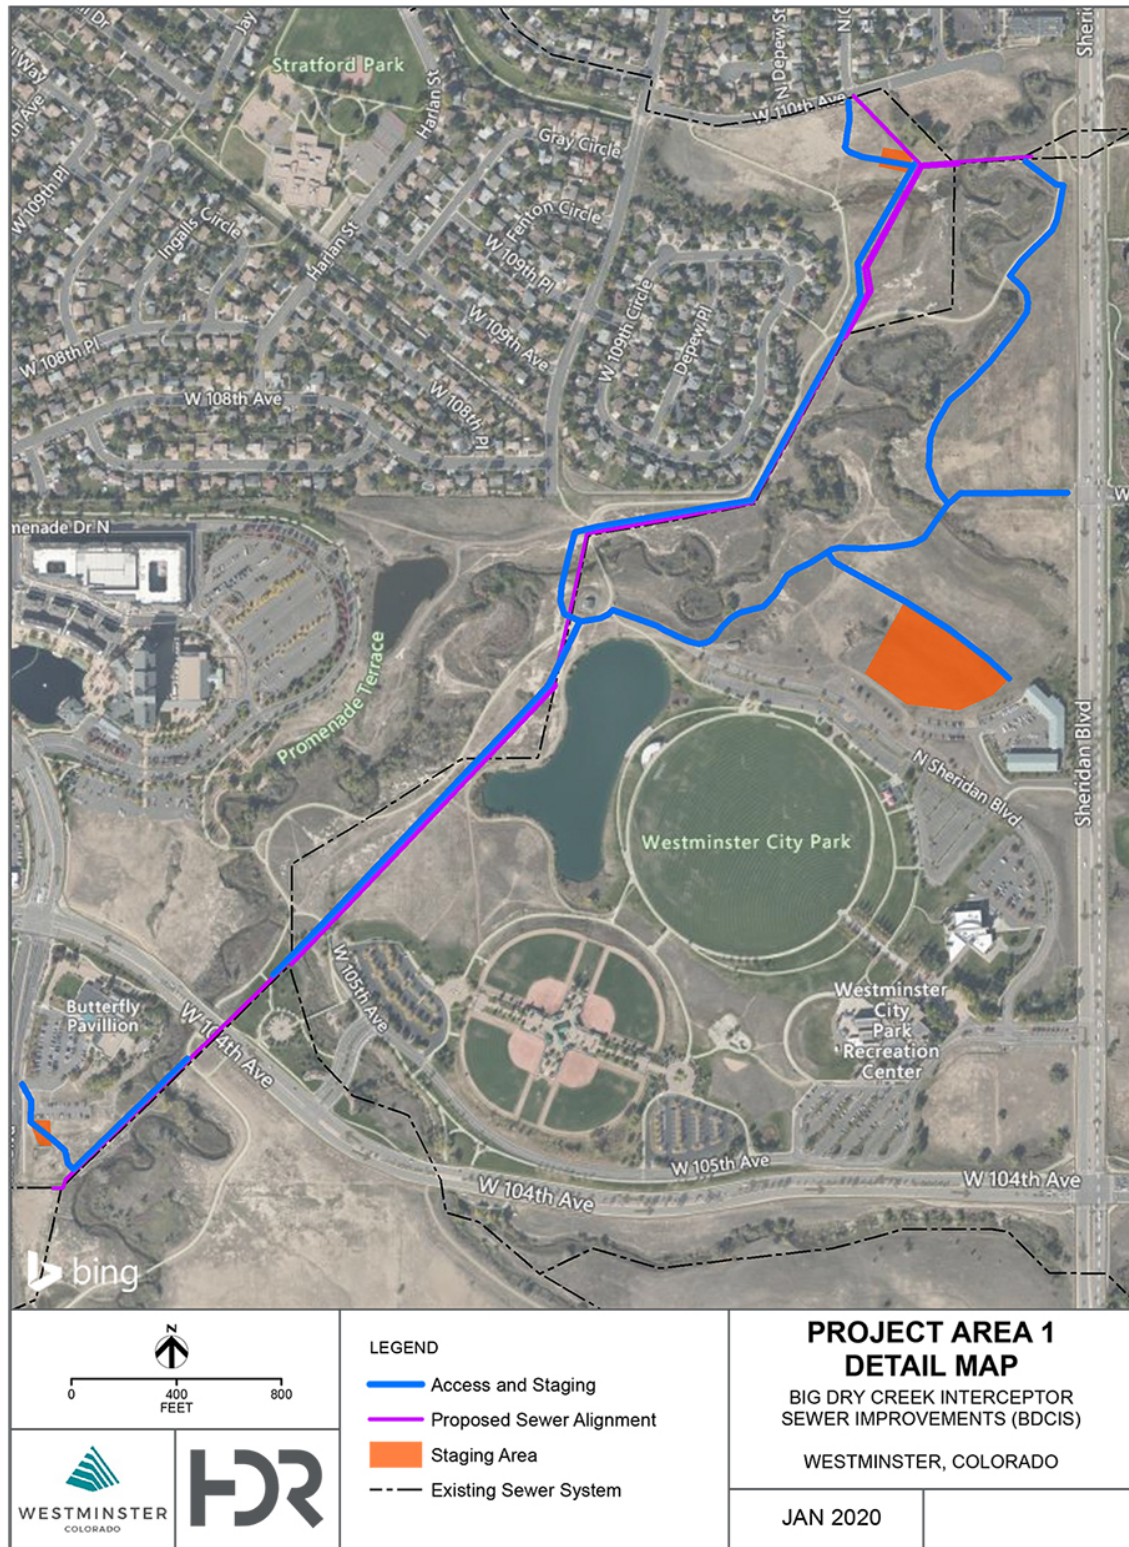 Jay
Sheri
Stratford Park
Harlan St
N Depew St
W 110th Ave
Gray Circle
W 109th Pl
Ingalls Circle
Fenton Circle
Harlan St
W 109th Pl
W 109th Circle
Depew Pl
W 109th Ave
W 108th Pl
W 108th Ave
W 108th Pl
menade Dr N
W
Promenade Terrace
N Sheridan Blvd
Sheridan Blvd
Westminster City Park
W 105th Ave
Butterfly
Pavillion
W 104th Ave
Westminster
City
Park
Recreation
Center
W 105th Ave
W 104th Ave
W 104th Ave
bing
N
0 400 800
FEET
LEGEND
Access and Staging
Proposed Sewer Alignment
Staging Area
Existing Sewer System
WESTMINSTER
COLORADO
HDR
PROJECT AREA 1
DETAIL MAP
BIG DRY CREEK INTERCEPTOR
SEWER IMPROVEMENTS (BDCIS)
WESTMINSTER, COLORADO
JAN 2020